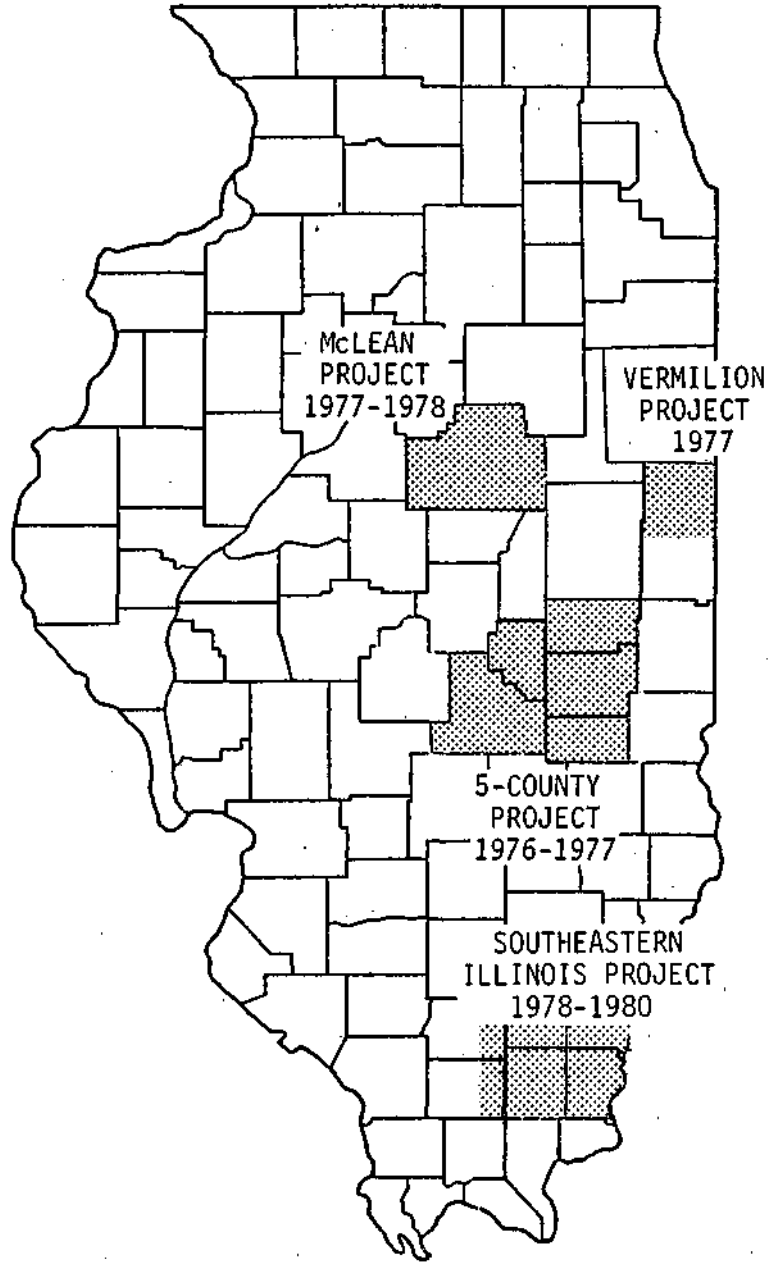 McLEAN
PROJECT
1977-1978
VERMILION
PROJECT
1977
5-COUNTY
PROJECT
1976-1977
SOUTHEASTERN
ILLINOIS PROJECT
1978-1980